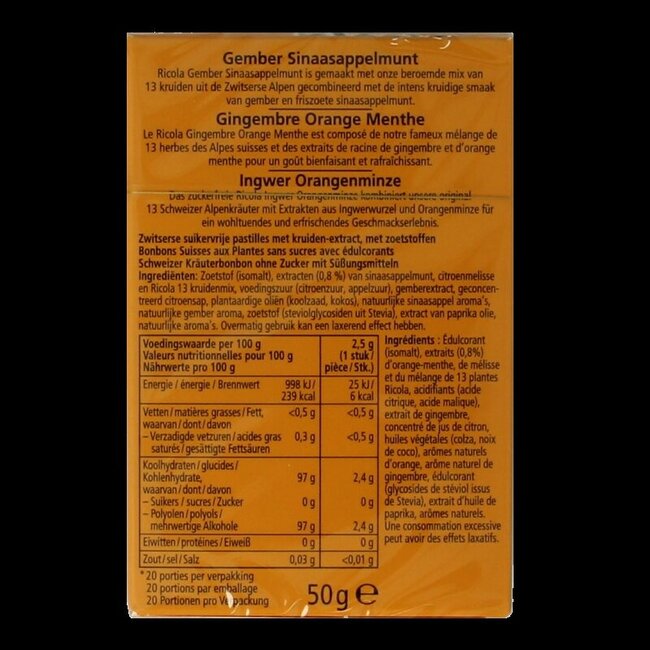 Gember Sinaasappelmunt
Ricola Gember Sinaasappelmunt is gemaakt met onze beroemde mix van
13 kruiden uit de Zwitserse Alpen gecombineerd met de intens kruidige smaak
van gember en friszoete sinaasappelmunt.
Gingembre Orange Menthe
Le Ricola Gingembre Orange Menthe est composé de notre fameux mélange de
13 herbes des Alpes suisses et des extraits de racine de gingembre et d'orange
menthe pour un goût bienfaisant et rafraîchissant.
Ingwer Orangenminze
Das zuckerfreie Ricola Ingwer Orangenminze kombiniert unsere original
13 Schweizer Alpenkräuter mit Extrakten aus Ingwerwurzel und Orangenminze für
ein wohltuendes und erfrischendes Geschmackserlebnis.
Zwitserse suikervrije pastilles met kruiden-extract, met zoetstoffen
Bonbons Suisses aux Plantes sans sucres avec édulcorants
Schweizer Kräuterbonbon ohne Zucker mit Süßungsmitteln
Ingrediënten: Zoetstof (isomalt), extracten (0,8 %) van sinaasappelmunt, citroenmelisse
en Ricola 13 kruidenmix, voedingszuur (citroenzuur, appelzuur), gemberextract, geconcen-
treerd citroensap, plantaardige oliën (koolzaad, kokos), natuurlijke sinaasappel aroma's,
natuurlijke gember aroma, zoetstof (steviolglycosiden uit Stevia), extract van paprika olie,
natuurlijke aroma's. Overmatig gebruik kan een laxerend effect hebben.
Voedingswaarde per 100 g 2,5 g
Valeurs nutritionnelles pour 100 g (1 stuk/
Nährwerte pro 100 g pièce/Stk.)
Energie / énergie / Brennwert 998 kJ/ 25 kJ/
239 kcal 6 kcal
Vetten/matières grasses/Fett, <0,5 g <0,5 g
waarvan/dont/davon
– Verzadigde vetzuren/acides gras 0,3 g <0,5 g
saturés/gesättigte Fettsäuren
Koolhydraten/glucides/
Kohlenhydrate, 97 g 2,4 g
waarvan/dont/davon
– Suikers/sucres/Zucker 0 g 0 g
– Polyolen/polyols/
mehrwertige Alkohole 97 g 2,4 g
Eiwitten/protéines/Eiweiß 0 g 0 g
Zout/sel/Salz 0,03 g <0,01 g
*20 porties per verpakking
20 portions par emballage
20 Portionen pro Verpackung
50 g ℮
Ingrédients : Édulcorant
(isomalt), extraits (0,8%)
d'orange-menthe, de mélisse
et du mélange de 13 plantes
Ricola, acidifiants (acide
citrique, acide malique),
extrait de gingembre,
concentré de jus de citron,
huiles végétales (colza, noix
de coco), arômes naturels
d'orange, arôme naturel de
gingembre, édulcorant
(glycosides de stéviol issus
de Stevia), extrait d'huile de
paprika, arômes naturels.
Une consommation excessive
peut avoir des effets laxatifs.